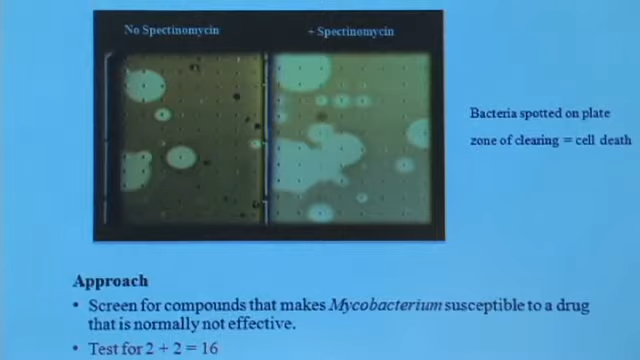 No Spectinomycin
+ Spectinomycin
Bacteria spotted on plate
zone of clearing = cell death
Approach
• Screen for compounds that makes Mycobacterium susceptible to a drug
that is normally not effective.
• Test for 2 + 2 = 16